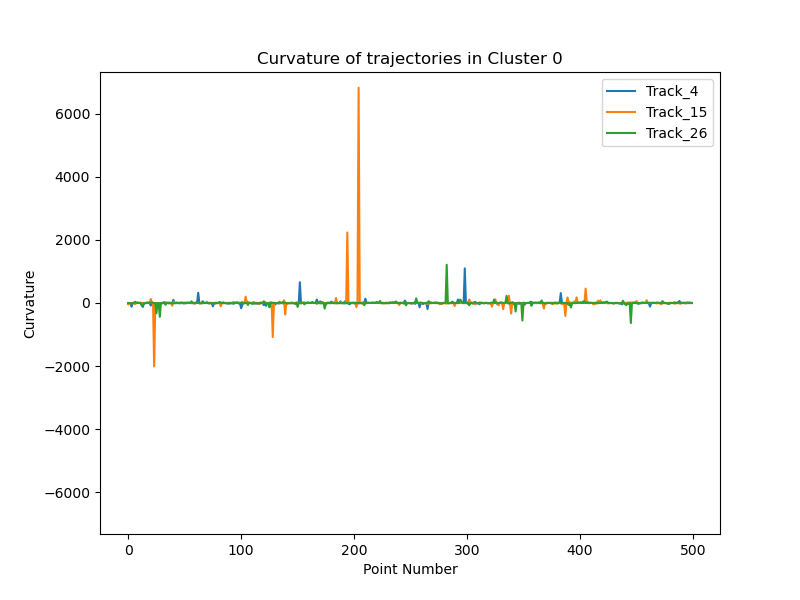 Curvature of trajectories in Cluster 0
Track_4
Track_15
Track_26
6000
4000
2000
0
−2000
−4000
−6000
Curvature
0 100 200 300 400 500
Point Number